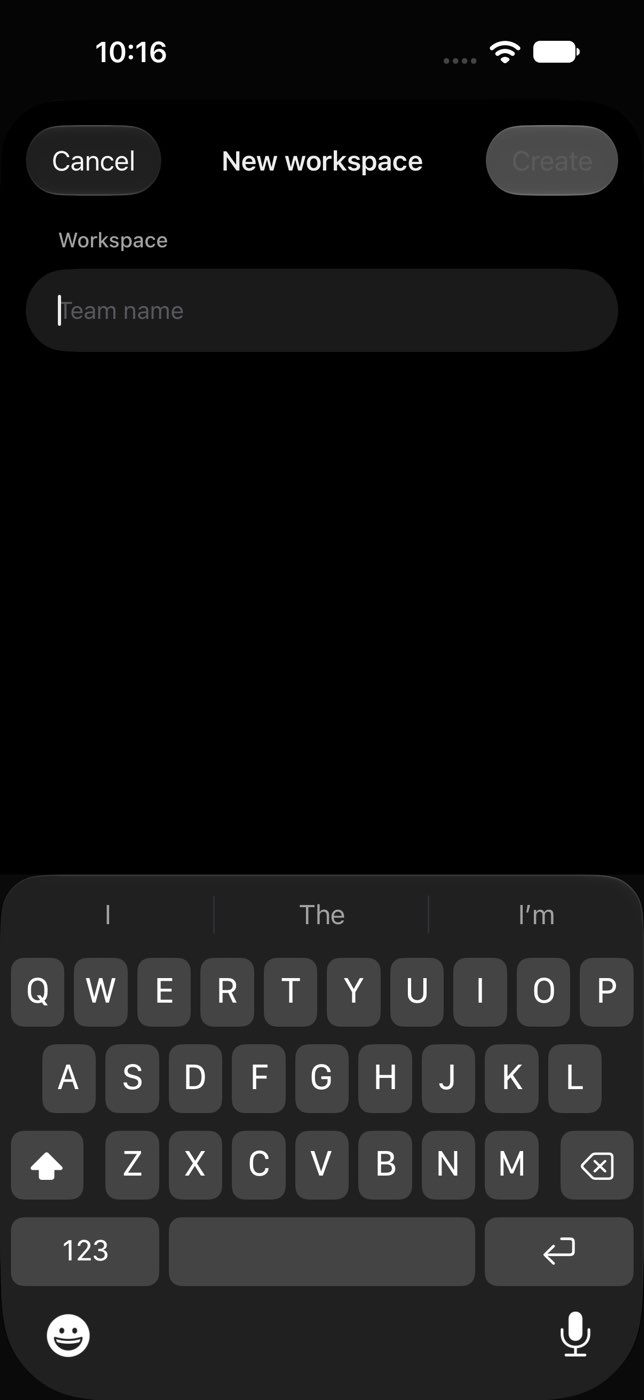 10:16
Cancel
New workspace
Create
Workspace
Team name
I
The
I’m
Q W E R T Y U I O P
A S D F G H J K L
Z X C V B N M
123